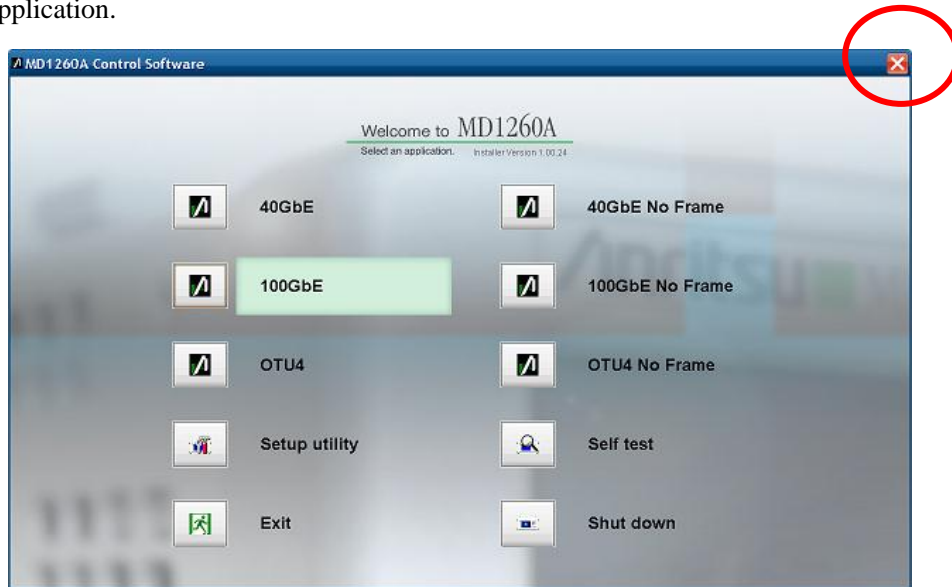 pplication.
MD1260A Control Software
Welcome to MD1260A
Select an application. Installer Version 1.00.24
40GbE 40GbE No Frame
100GbE 100GbE No Frame
OTU4 OTU4 No Frame
Setup utility Self test
Exit Shut down
Anritsu